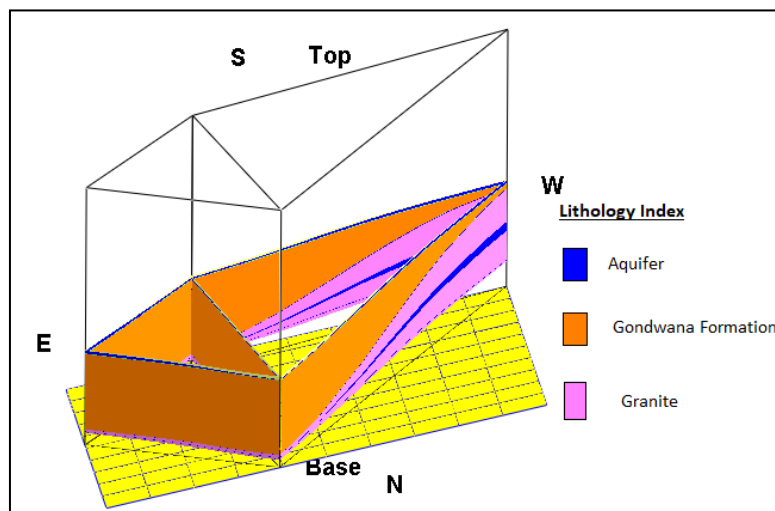 S Top
W
Lithology Index
Aquifer
Gondwana Formation
Granite
E
Base
N